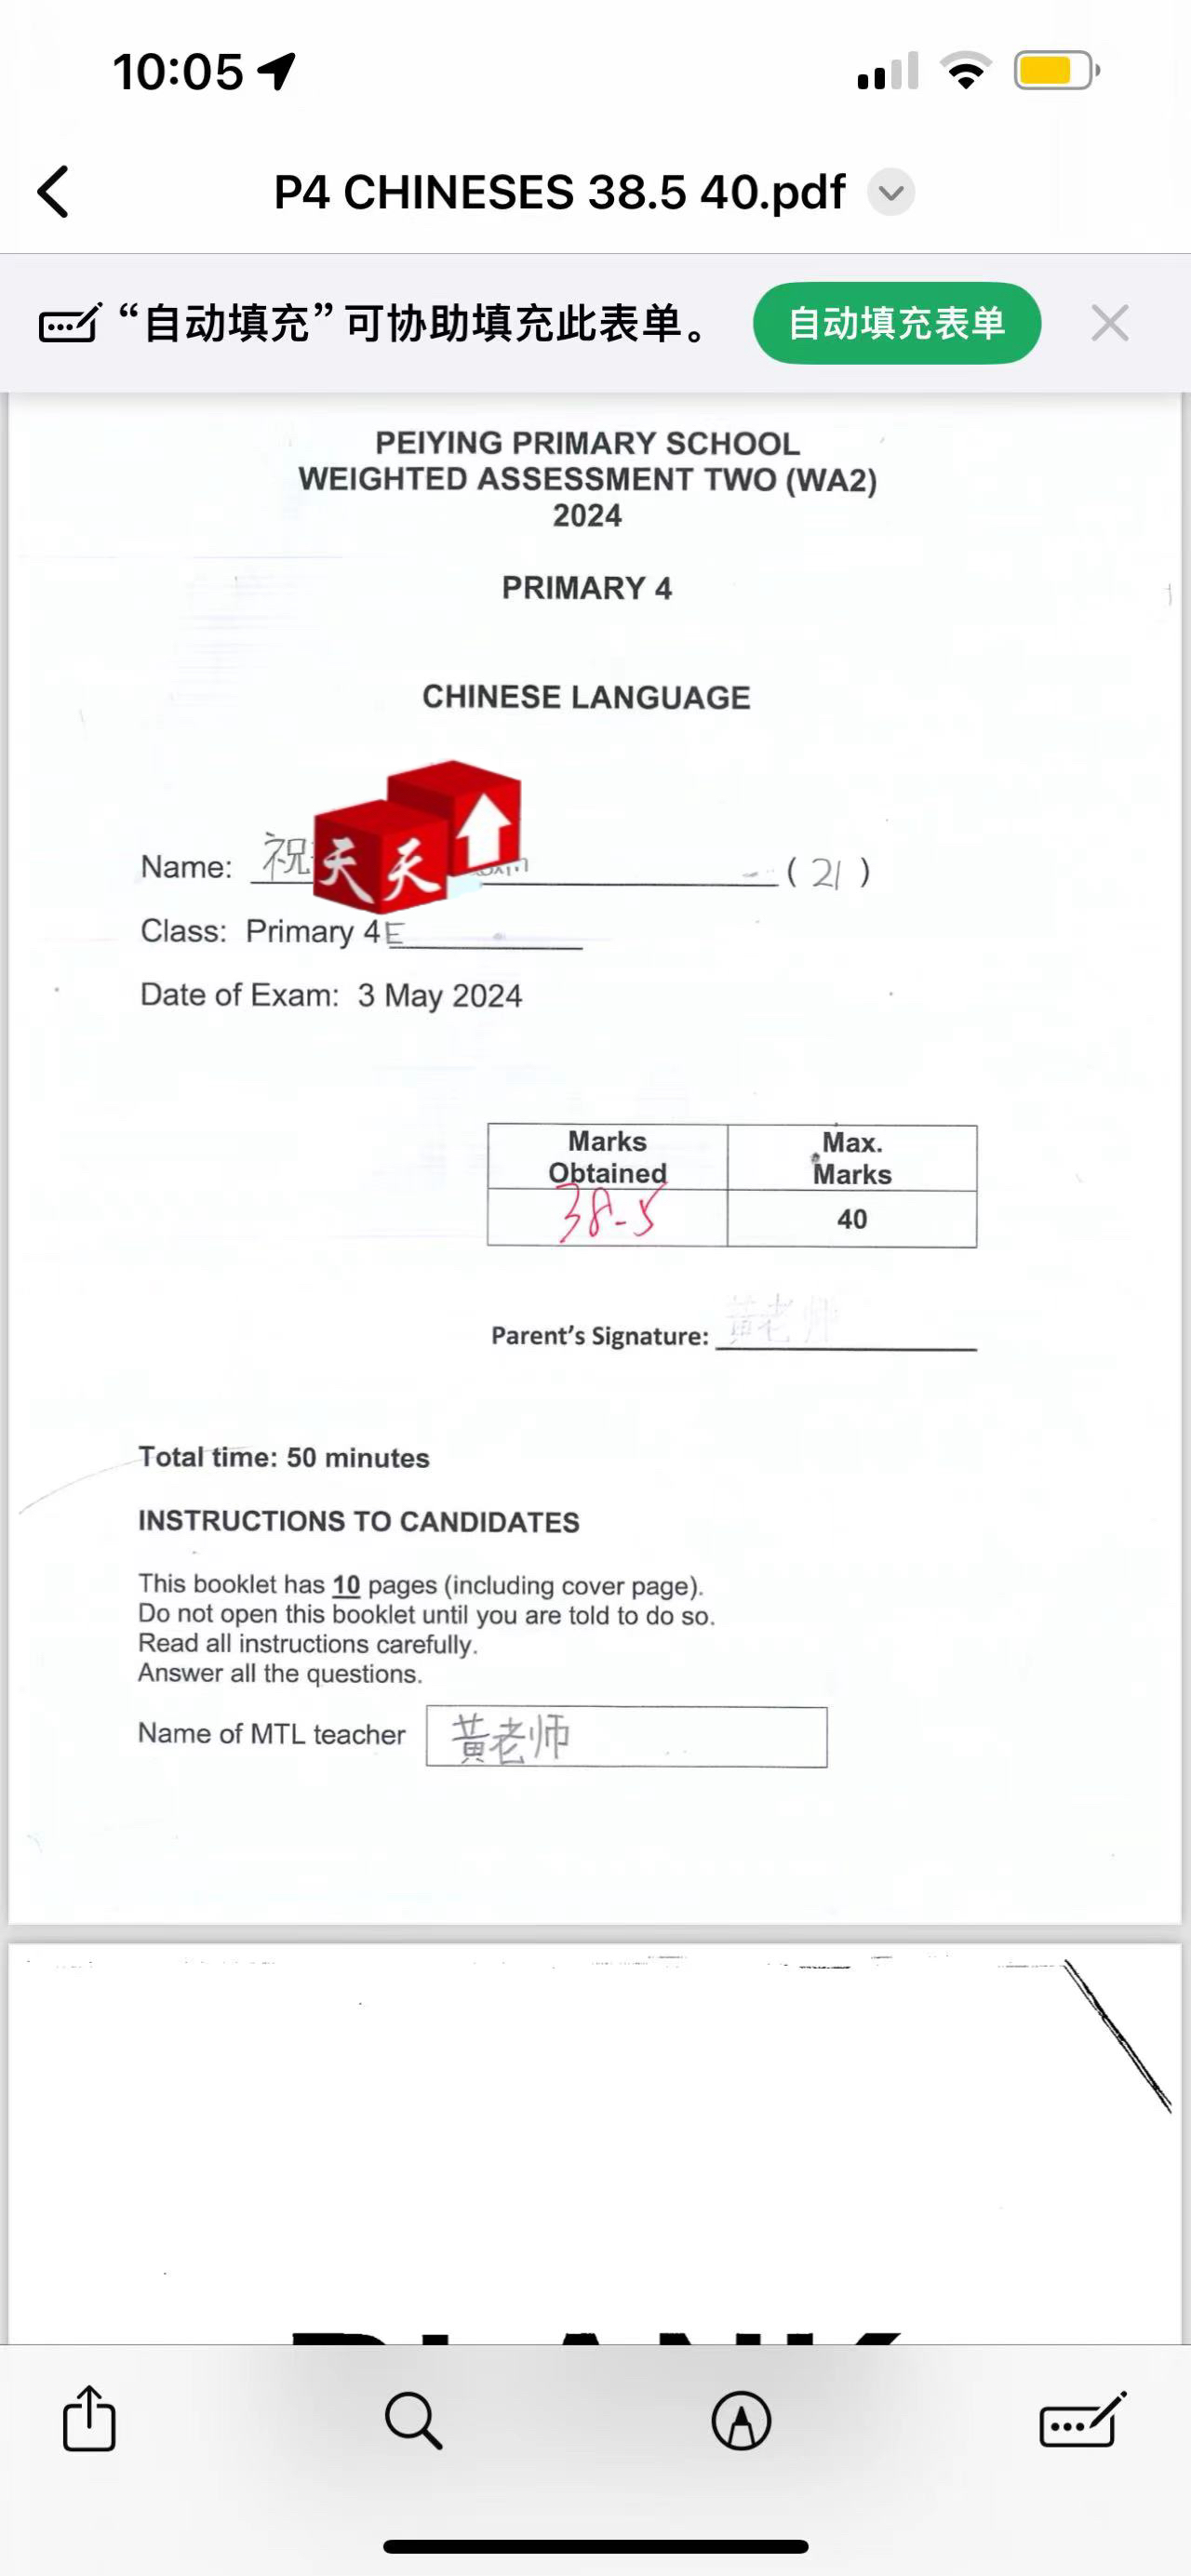 10:05
P4 CHINESES 38.5 40.pdf
“自动填充”可协助填充此表单。 自动填充表单
PEIYING PRIMARY SCHOOL
WEIGHTED ASSESSMENT TWO (WA2)
2024
PRIMARY 4
CHINESE LANGUAGE
天天
Name: 祝 ( 21 )
Class: Primary 4E
Date of Exam: 3 May 2024
Marks Obtained Max. Marks
38-5 40
Parent's Signature: 黄老师
Total time: 50 minutes
INSTRUCTIONS TO CANDIDATES
This booklet has 10 pages (including cover page).
Do not open this booklet until you are told to do so.
Read all instructions carefully.
Answer all the questions.
Name of MTL teacher 黄老师